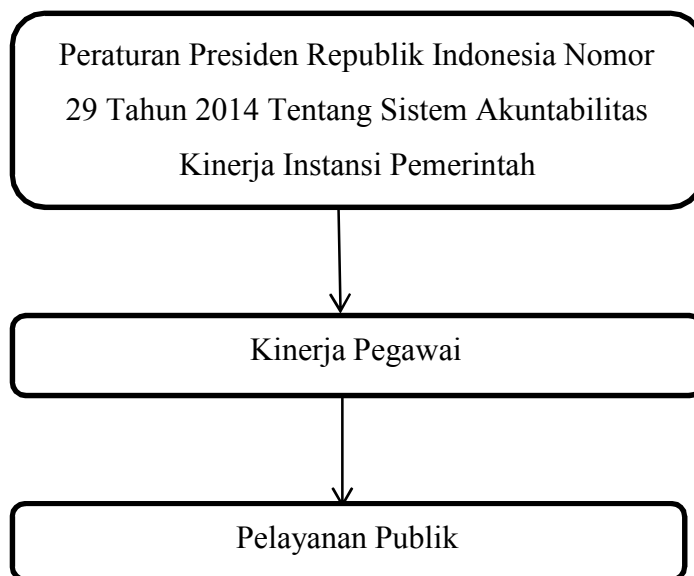 Peraturan Presiden Republik Indonesia Nomor
29 Tahun 2014 Tentang Sistem Akuntabilitas
Kinerja Instansi Pemerintah
Kinerja Pegawai
Pelayanan Publik